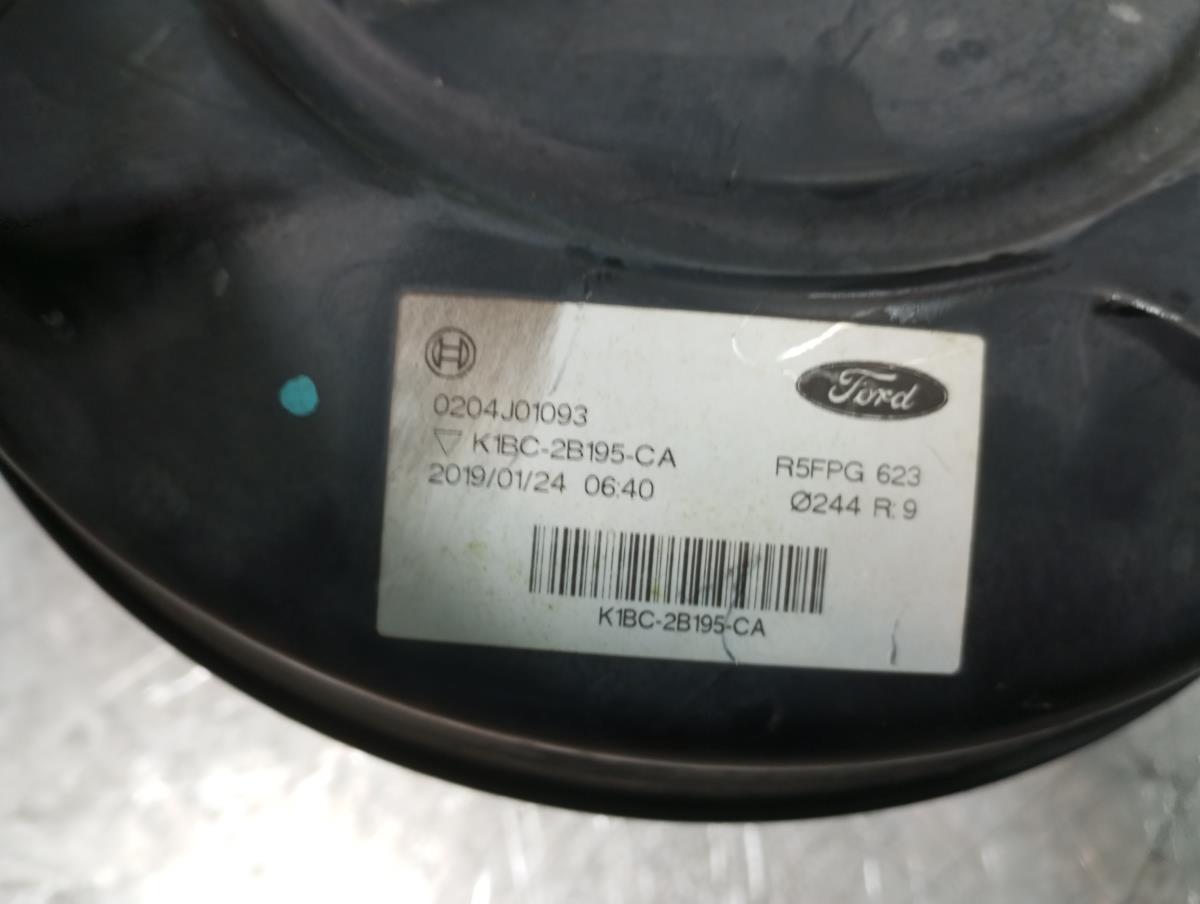 Ford
0204J01093
K1BC-2B195-CA
R5FPG 623
2019/01/24 06:40
Ø244 R: 9
K1BC-2B195-CA